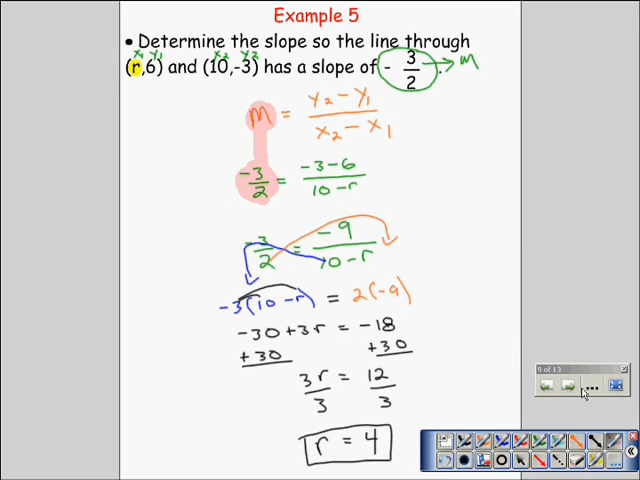 Example 5
• Determine the slope so the line through
x₁ y₁ x₂ y₂
(r,6) and (10,-3) has a slope of - 3/2 . → m
m = y₂ - y₁ / x₂ - x₁
-3/2 = -3-6 / 10-r
-3/2 = -9 / 10-r
-3(10-r) = 2(-9)
-30+3r = -18
+30 +30
3r/3 = 12/3
r = 4
9 of 13